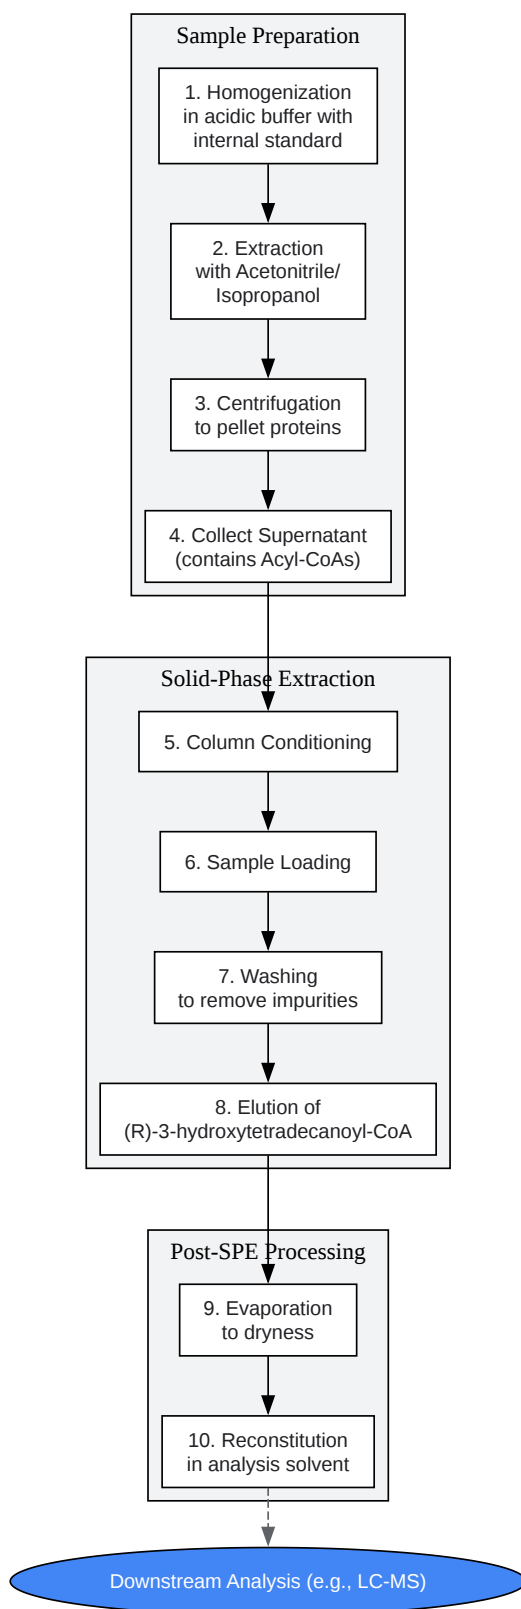 Sample Preparation
1. Homogenization
in acidic buffer with
internal standard
2. Extraction
with Acetonitrile/
Isopropanol
3. Centrifugation
to pellet proteins
4. Collect Supernatant
(contains Acyl-CoAs)
Solid-Phase Extraction
5. Column Conditioning
6. Sample Loading
7. Washing
to remove impurities
8. Elution of
(R)-3-hydroxytetradecanoyl-CoA
Post-SPE Processing
9. Evaporation
to dryness
10. Reconstitution
in analysis solvent
Downstream Analysis (e.g., LC-MS)